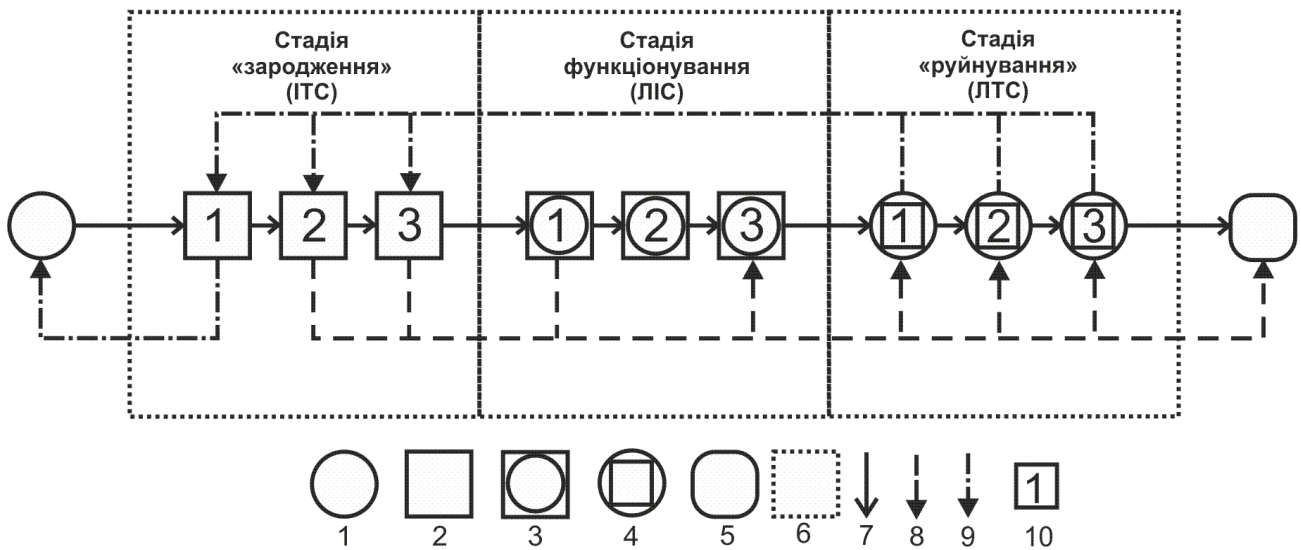 Стадія
«зародження»
(ІТС)
Стадія
функціонування
(ЛІС)
Стадія
«руйнування»
(ЛТС)
1 2 3 1 2 3 1 2 3
1
1 2 3 4 5 6 7 8 9 10